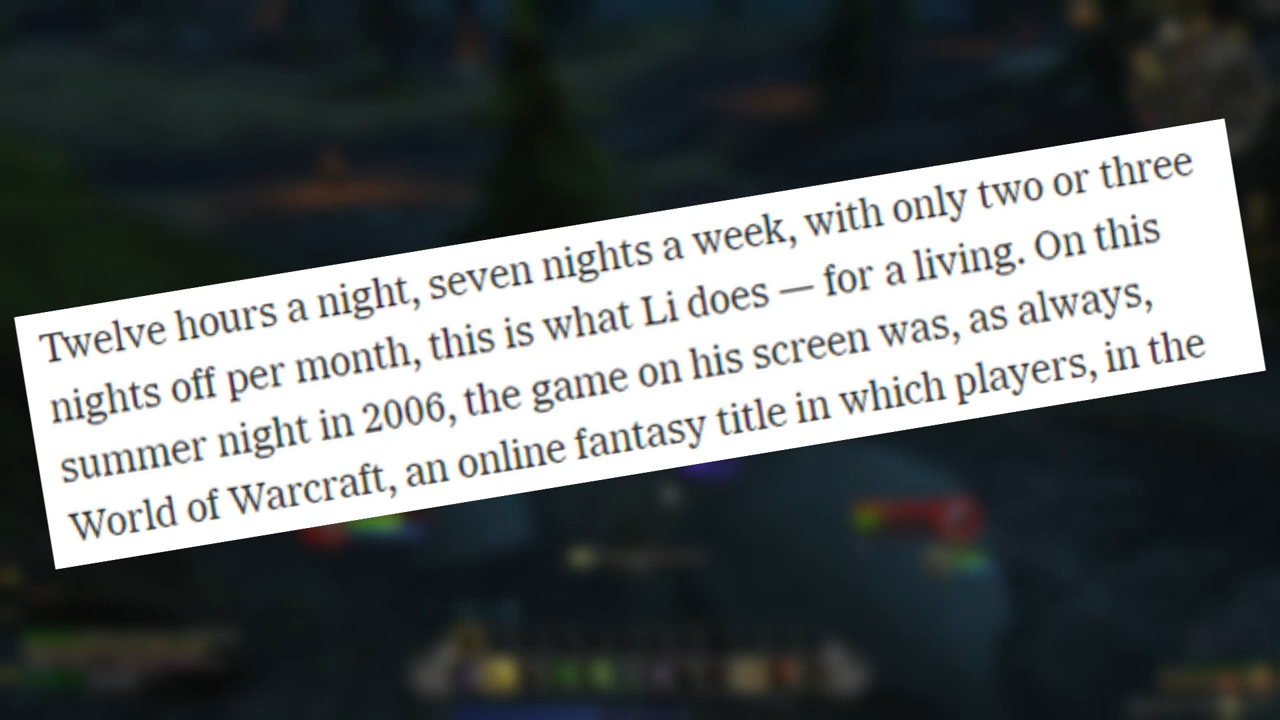 Twelve hours a night, seven nights a week, with only two or three
nights off per month, this is what Li does — for a living. On this
summer night in 2006, the game on his screen was, as always,
World of Warcraft, an online fantasy title in which players, in the